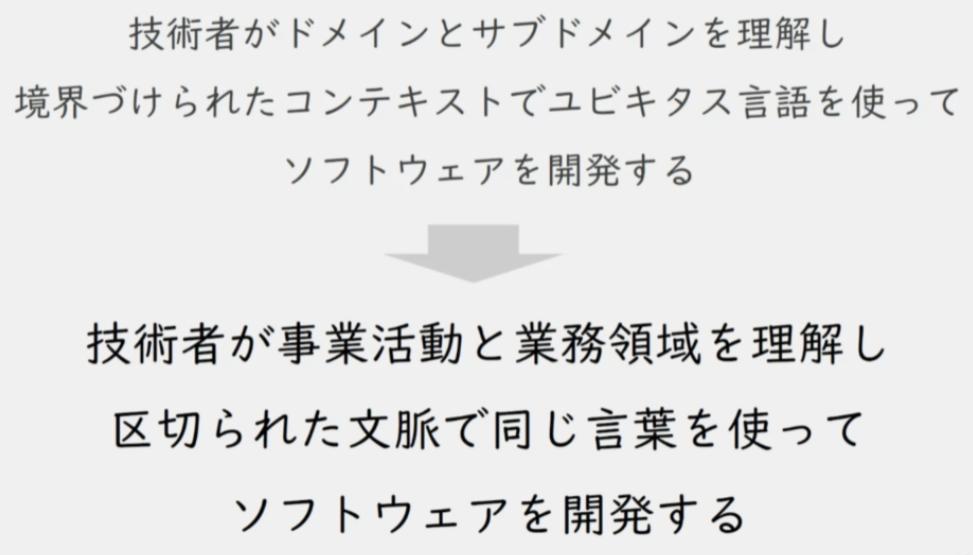 技術者がドメインとサブドメインを理解し
境界づけられたコンテキストでユビキタス言語を使って
ソフトウェアを開発する
技術者が事業活動と業務領域を理解し
区切られた文脈で同じ言葉を使って
ソフトウェアを開発する